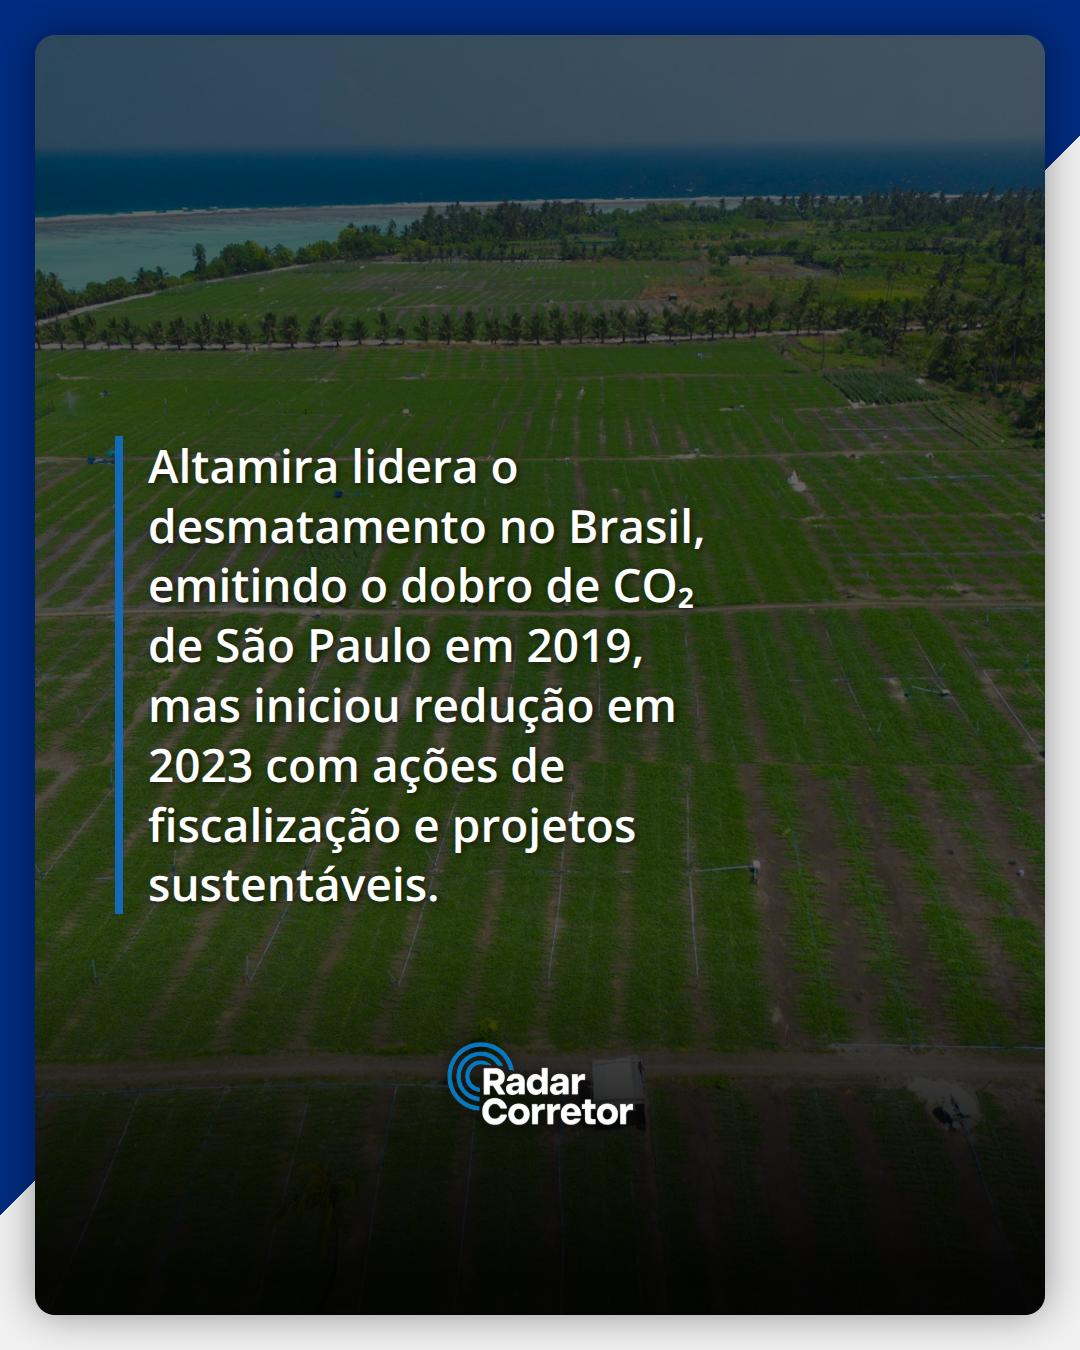 Altamira lidera o
desmatamento no Brasil,
emitindo o dobro de CO₂
de São Paulo em 2019,
mas iniciou redução em
2023 com ações de
fiscalização e projetos
sustentáveis.
Radar
Corretor